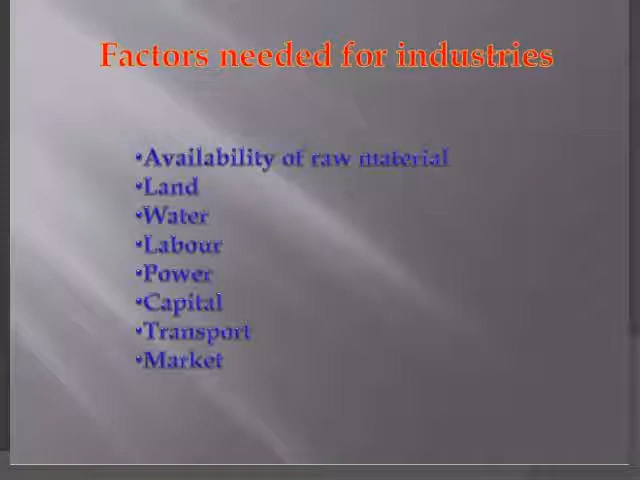 Factors needed for industries
•Availability of raw material
•Land
•Water
•Labour
•Power
•Capital
•Transport
•Market